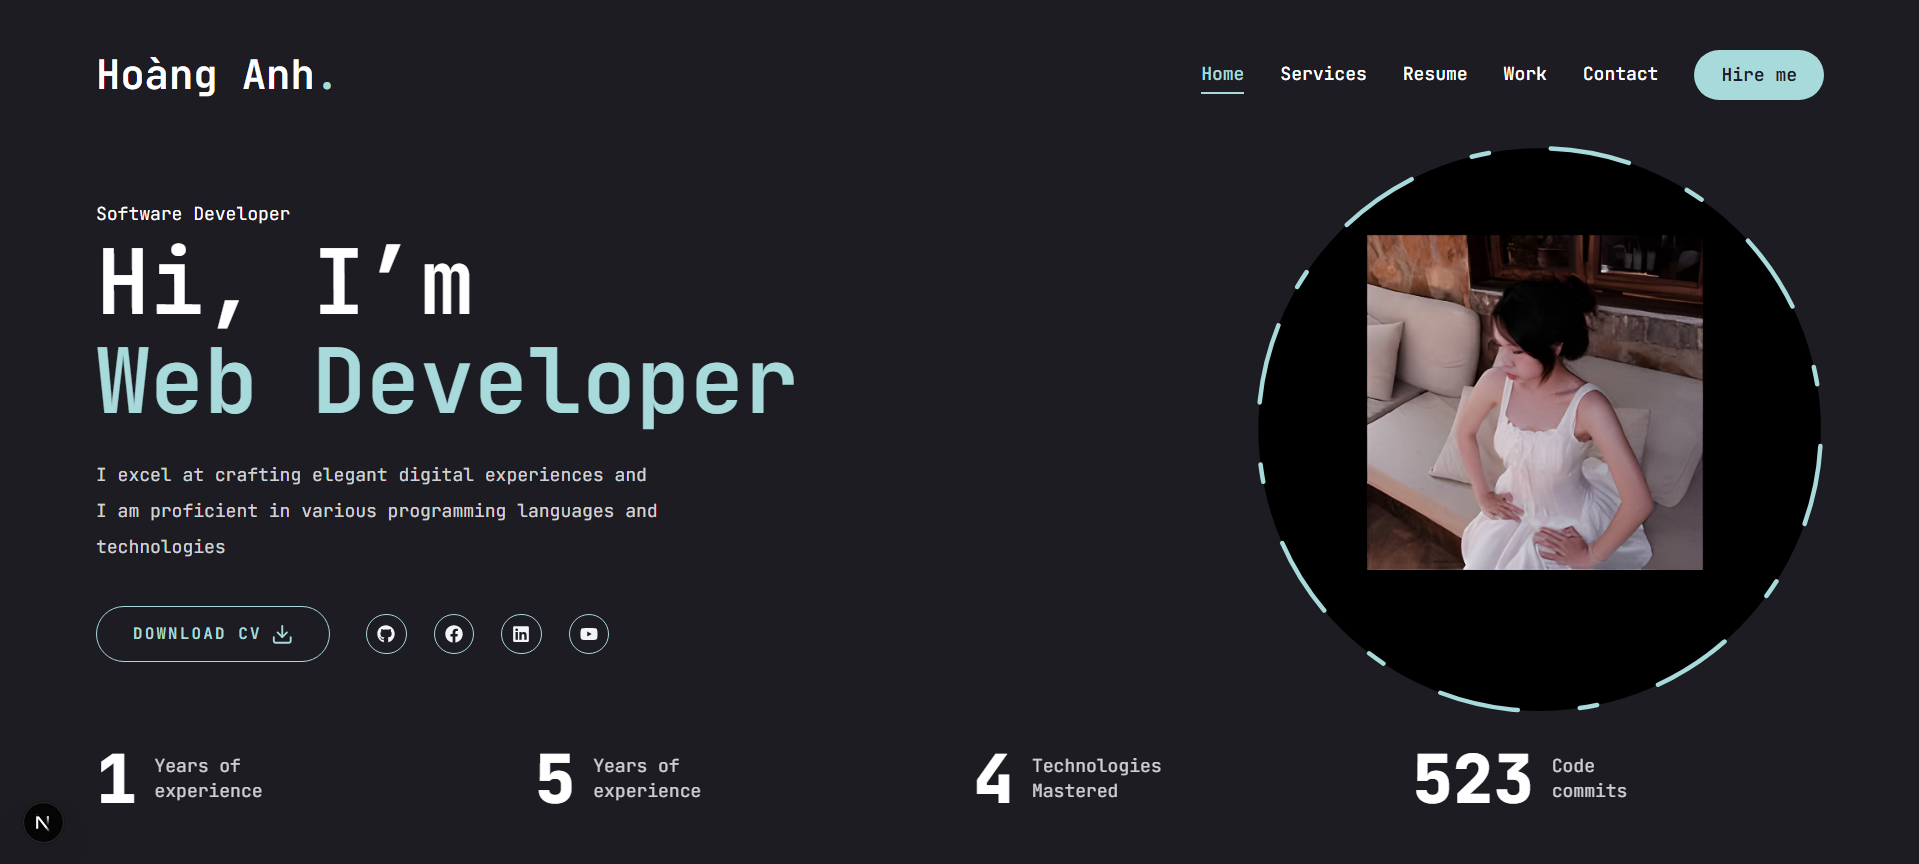 Hoàng Anh.
Home Services Resume Work Contact Hire me
Software Developer
Hi, I’m
Web Developer
I excel at crafting elegant digital experiences and
I am proficient in various programming languages and
technologies
DOWNLOAD CV
1 Years of
experience
5 Years of
experience
4 Technologies
Mastered
523 Code
commits
N